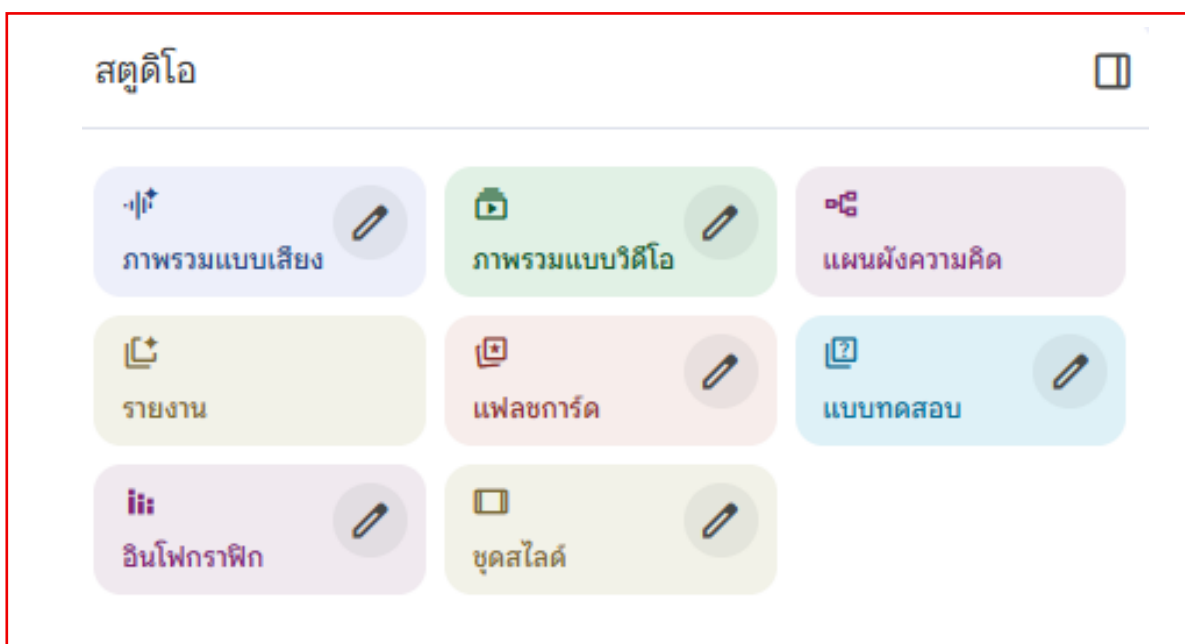 สตูดิโอ
ภาพรวมแบบเสียง
ภาพรวมแบบวิดีโอ
แผนผังความคิด
รายงาน
แฟลชการ์ด
แบบทดสอบ
อินโฟกราฟิก
ชุดสไลด์